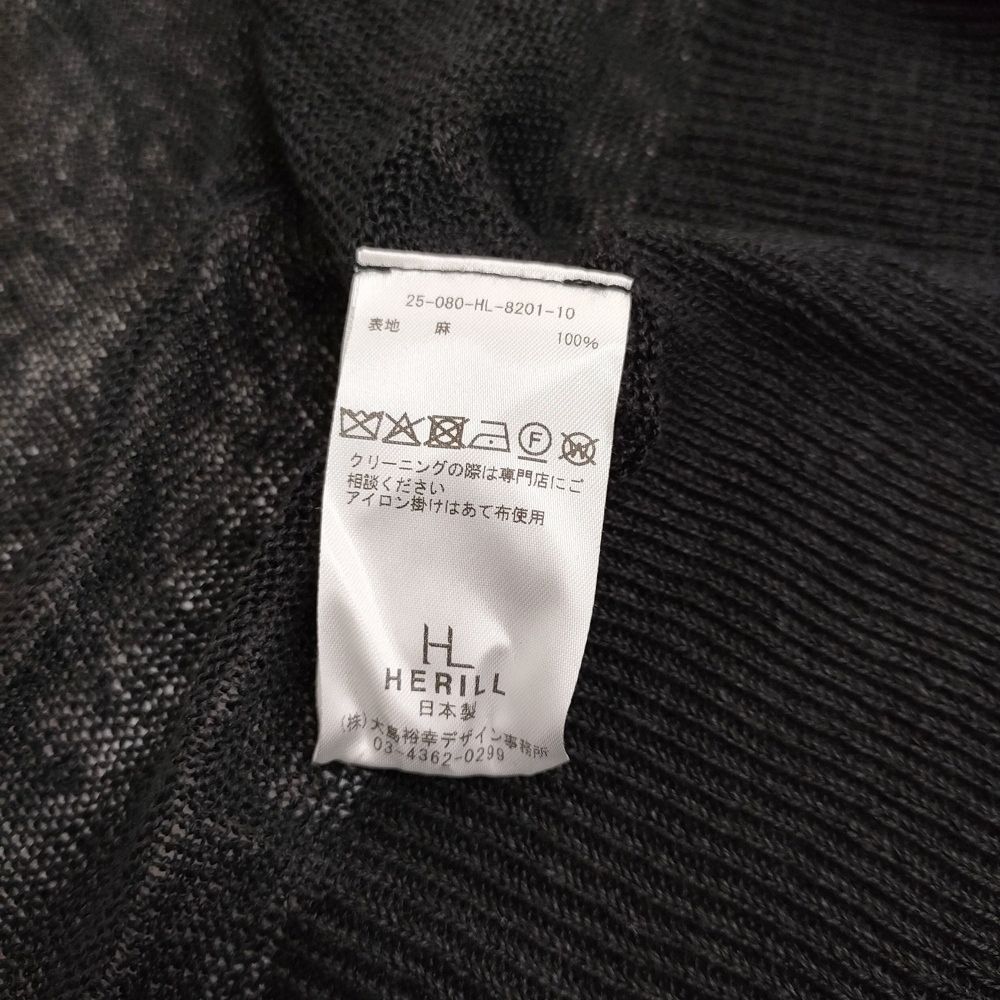 25-080-HL-8201-10
表地 麻 100%
F W
クリーニングの際は専門店にご
相談ください
アイロン掛けはあて布使用
HL
HERILL
日本製
(株)大島裕幸デザイン事務所
03-4362-0299